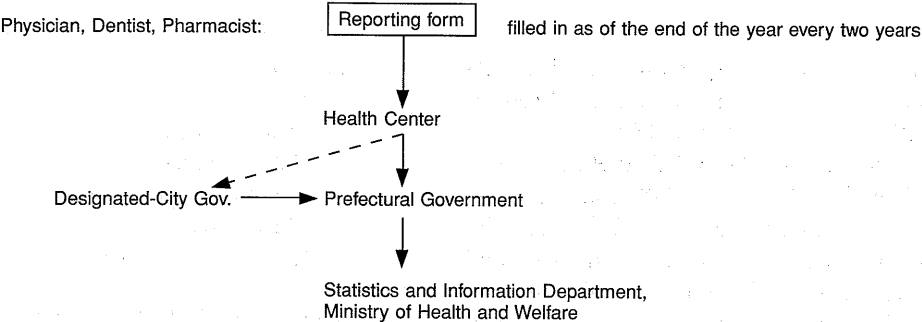 Physician, Dentist, Pharmacist:
Reporting form
filled in as of the end of the year every two years
Health Center
Designated-City Gov.
Prefectural Government
Statistics and Information Department,
Ministry of Health and Welfare